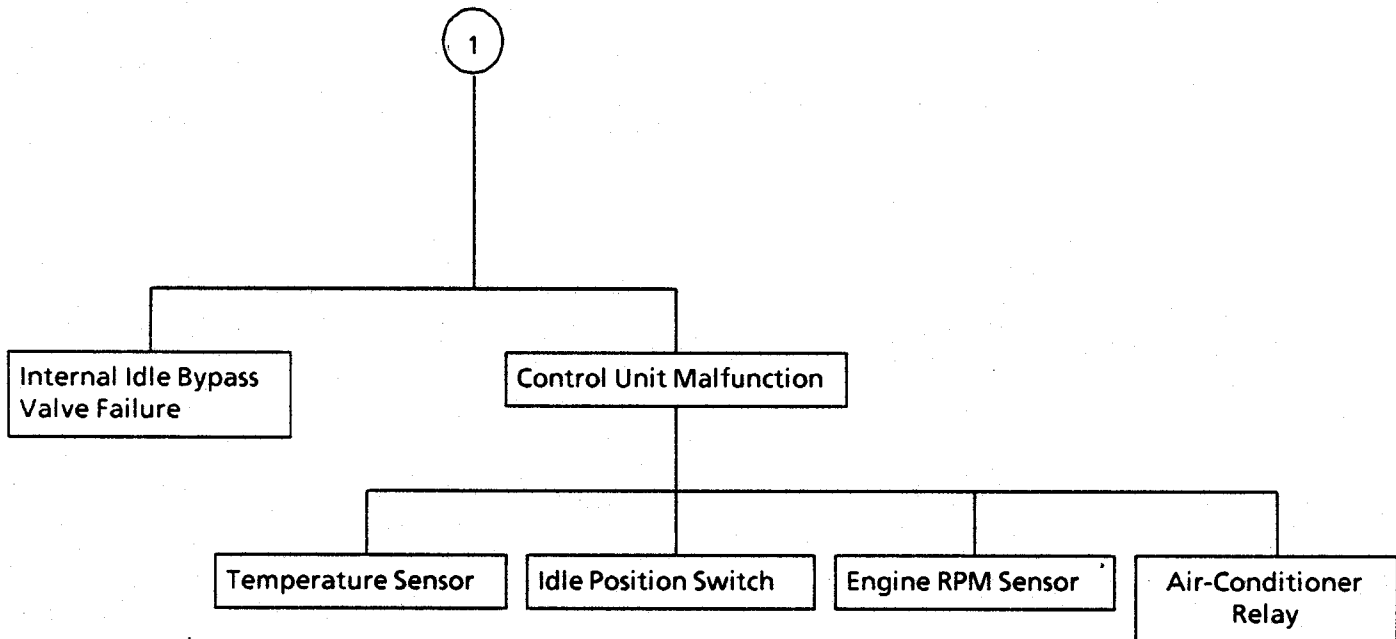 1
Internal Idle Bypass
Valve Failure
Control Unit Malfunction
Temperature Sensor
Idle Position Switch
Engine RPM Sensor
Air-Conditioner
Relay